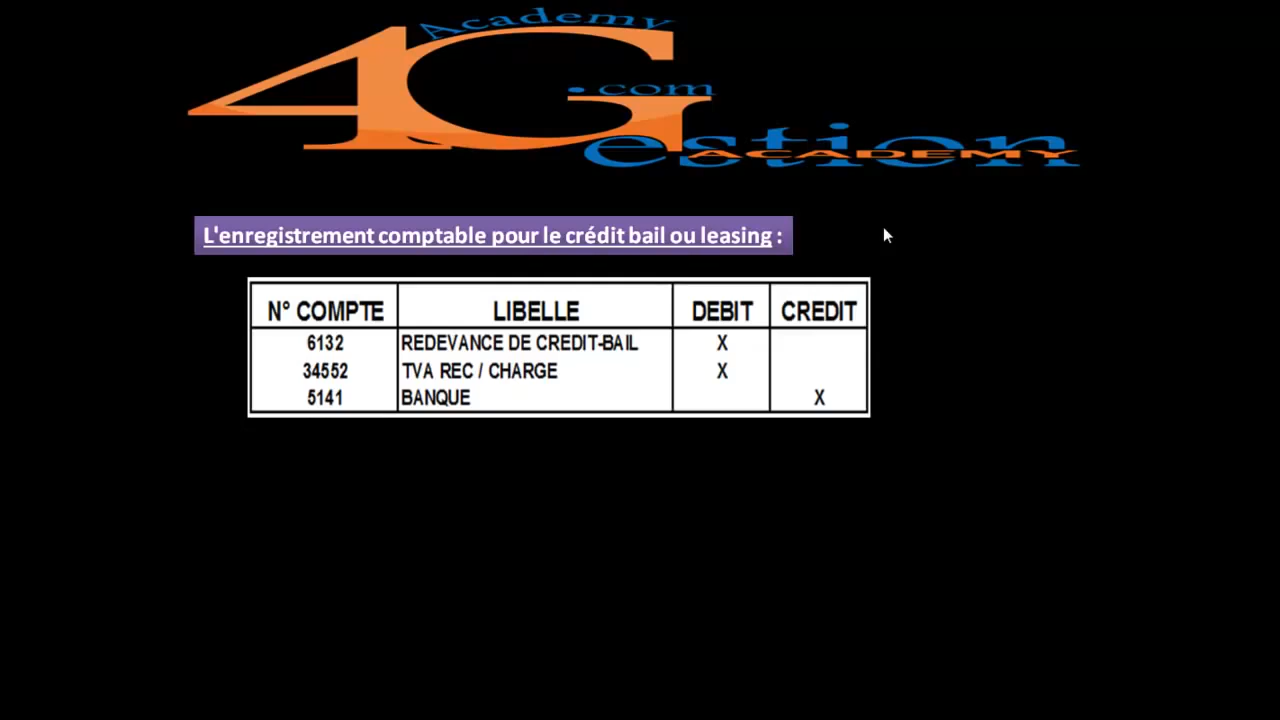 Academy
4G
.com
estion
ACADEMY
L'enregistrement comptable pour le crédit bail ou leasing :
N° COMPTE LIBELLE DEBIT CREDIT
6132 REDEVANCE DE CREDIT-BAIL X
34552 TVA REC / CHARGE X
5141 BANQUE X